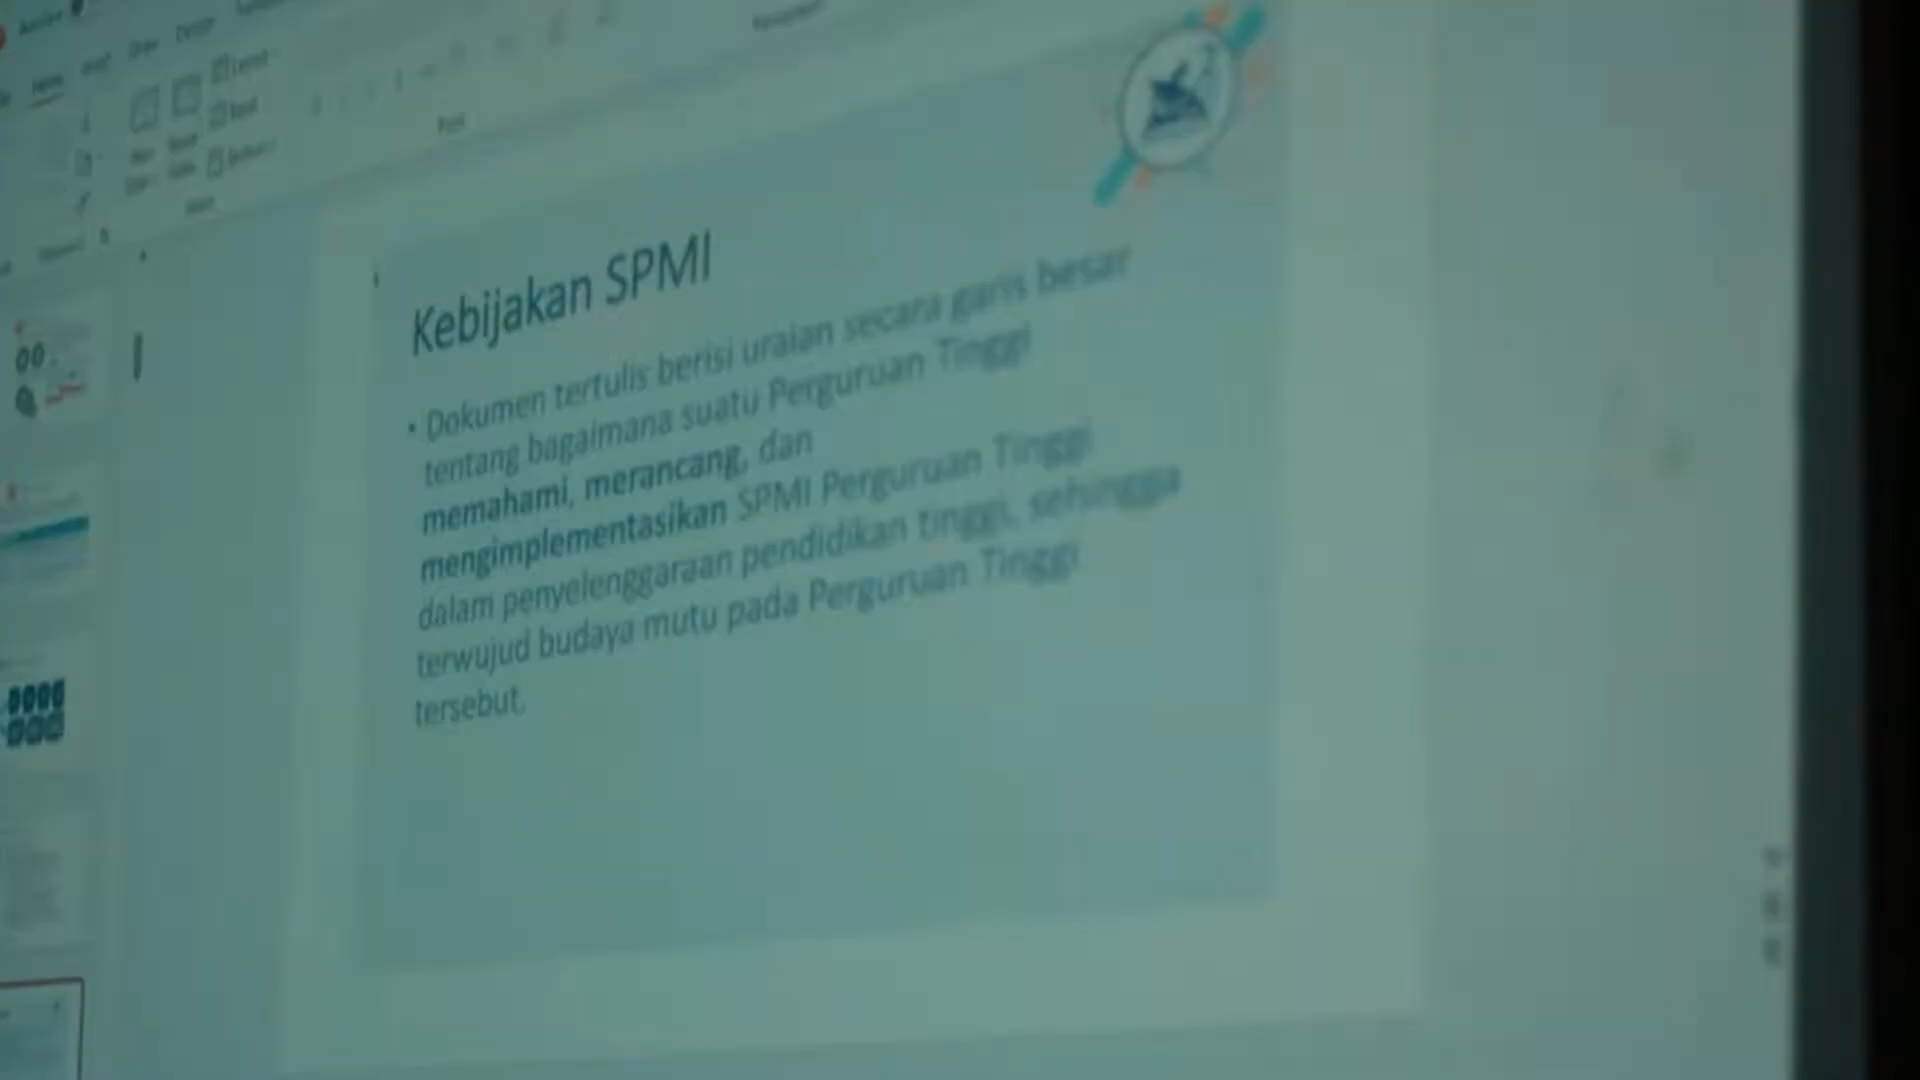 Kebijakan SPMI
• Dokumen tertulis berisi uraian secara garis besar
tentang bagaimana suatu Perguruan Tinggi
memahami, merancang, dan
mengimplementasikan SPMI Perguruan Tinggi
dalam penyelenggaraan pendidikan tinggi, sehingga
terwujud budaya mutu pada Perguruan Tinggi
tersebut.